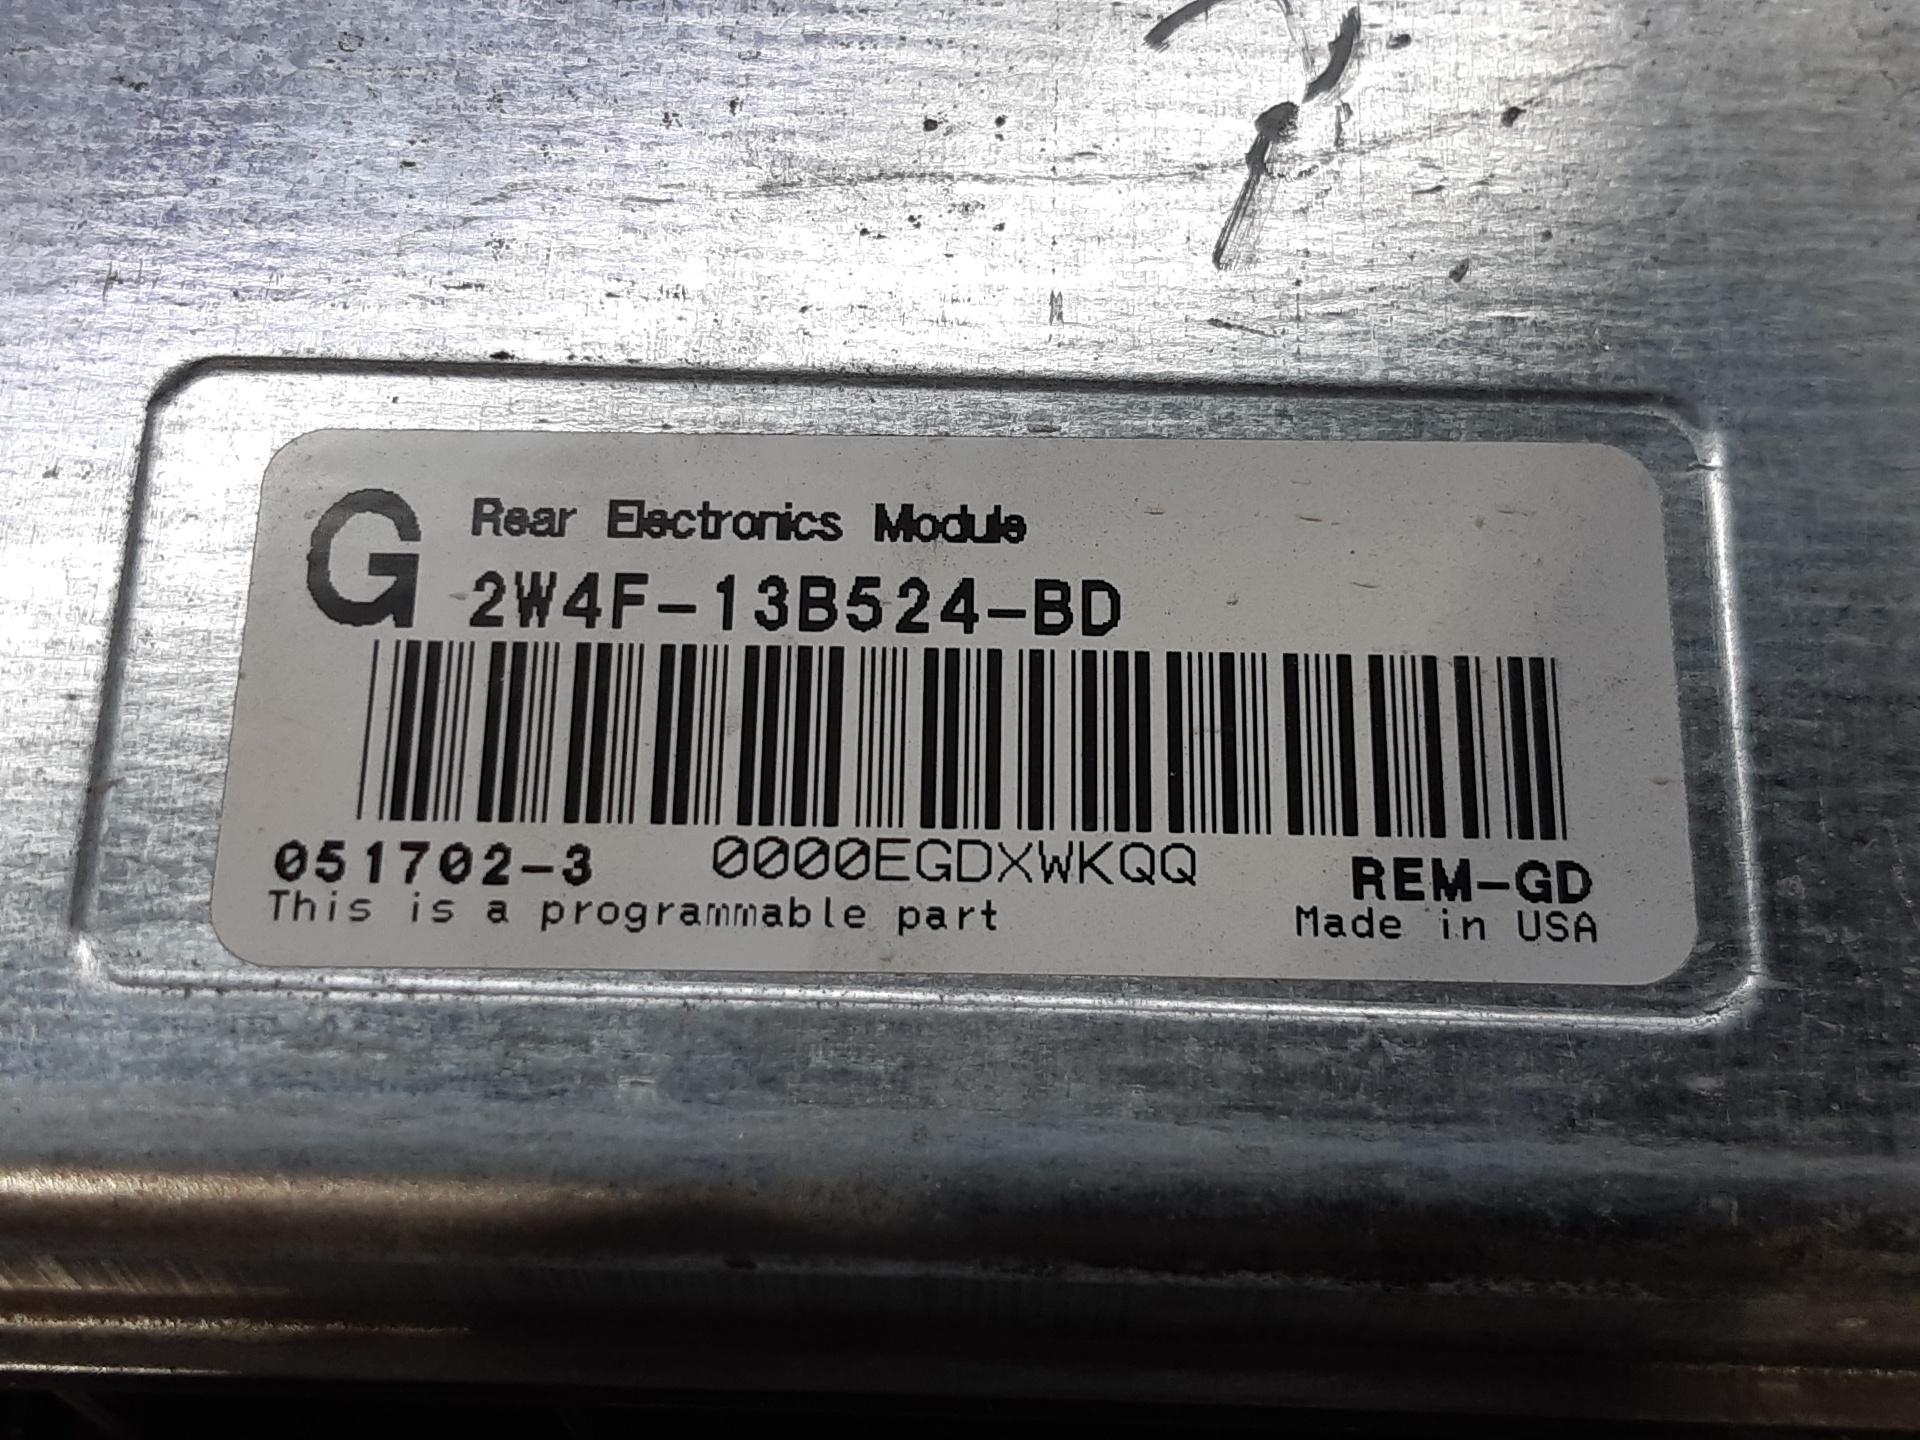 G Rear Electronics Module
2W4F-13B524-BD
051702-3 0000EGDXWKQQ REM-GD
This is a programmable part Made in USA